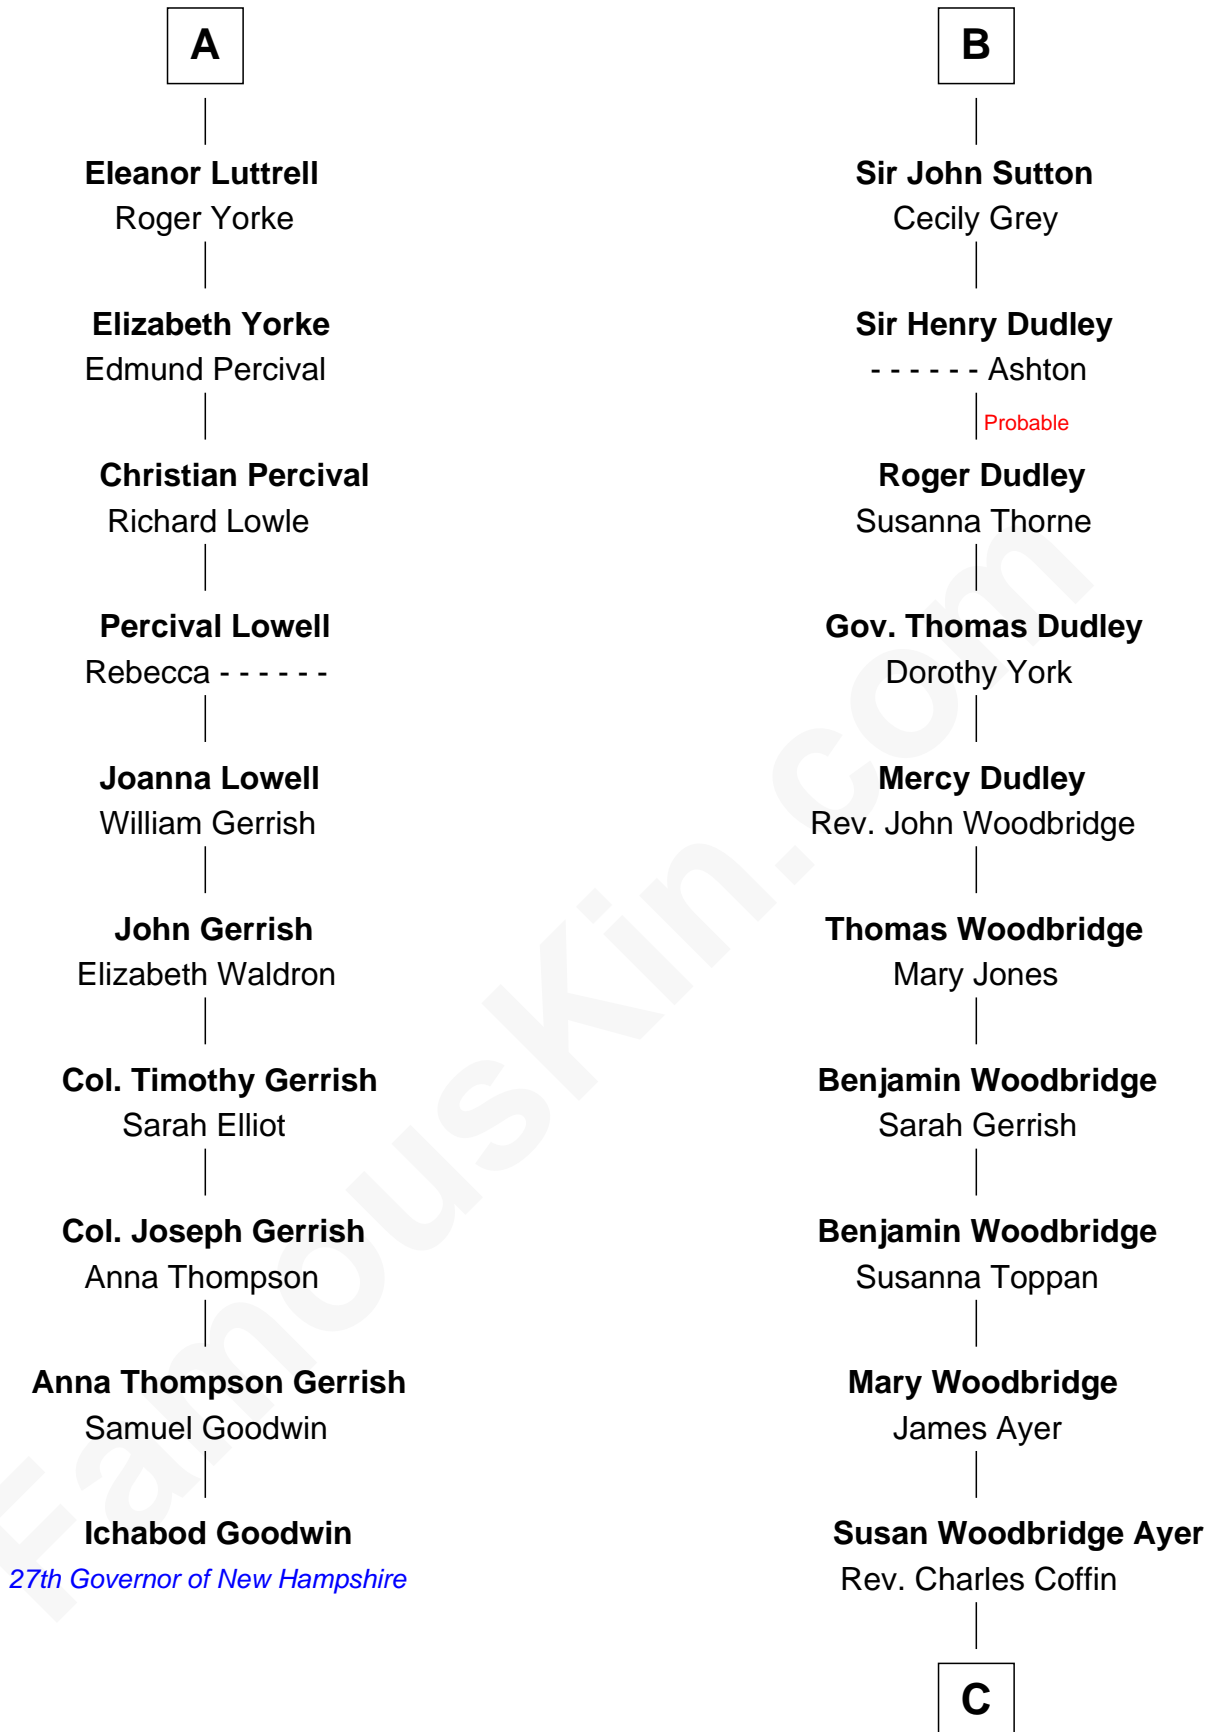 A
Eleanor Luttrell
Roger Yorke
Elizabeth Yorke
Edmund Percival
Christian Percival
Richard Lowle
Percival Lowell
Rebecca - - - - - -
Joanna Lowell
William Gerrish
John Gerrish
Elizabeth Waldron
Col. Timothy Gerrish
Sarah Elliot
Col. Joseph Gerrish
Anna Thompson
Anna Thompson Gerrish
Samuel Goodwin
Ichabod Goodwin
27th Governor of New Hampshire
B
Sir John Sutton
Cecily Grey
Sir Henry Dudley
- - - - - - Ashton
Probable
Roger Dudley
Susanna Thorne
Gov. Thomas Dudley
Dorothy York
Mercy Dudley
Rev. John Woodbridge
Thomas Woodbridge
Mary Jones
Benjamin Woodbridge
Sarah Gerrish
Benjamin Woodbridge
Susanna Toppan
Mary Woodbridge
James Ayer
Susan Woodbridge Ayer
Rev. Charles Coffin
C
FamousKin.com